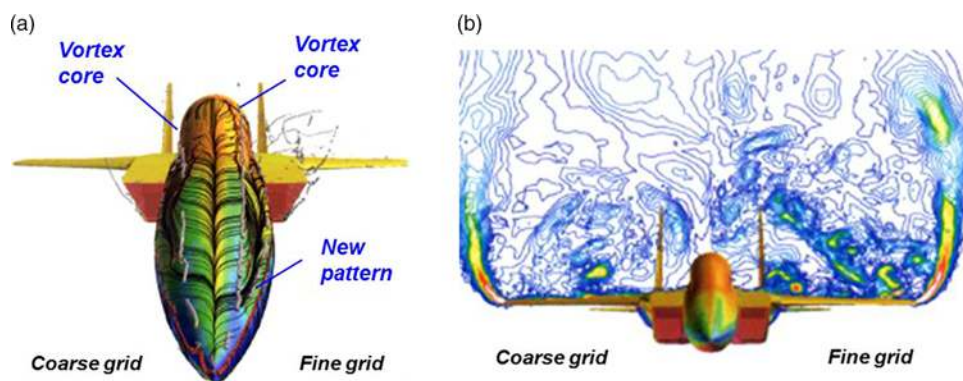 (a)
Vortex
core
Vortex
core
New
pattern
Coarse grid
Fine grid
(b)
Coarse grid
Fine grid